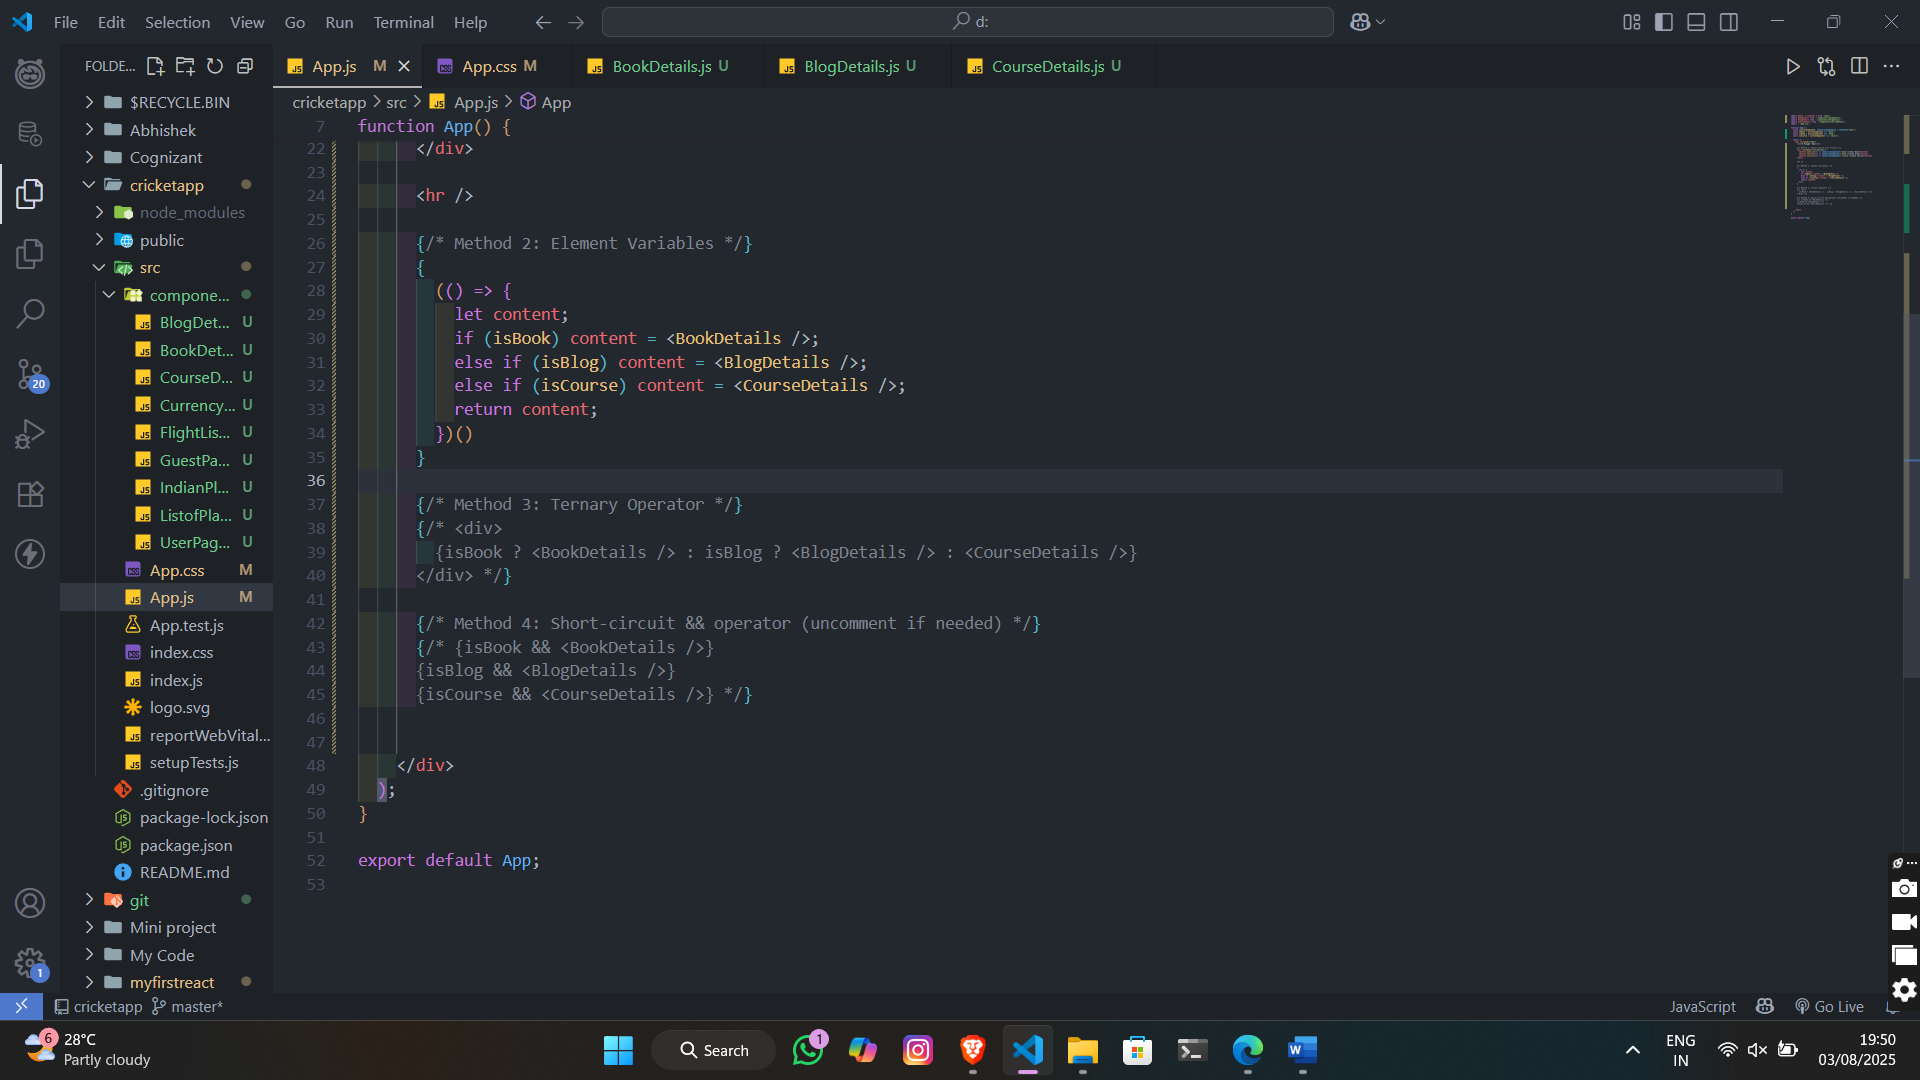 File Edit Selection View Go Run Terminal Help
d:
FOLDE...
App.js M
App.css M
BookDetails.js U
BlogDetails.js U
CourseDetails.js U
cricketapp > src > App.js > App
$RECYCLE.BIN
Abhishek
Cognizant
cricketapp
node_modules
public
src
compone...
BlogDet... U
BookDet... U
CourseD... U
Currency... U
FlightLis... U
GuestPa... U
IndianPl... U
ListofPla... U
UserPag... U
App.css M
App.js M
App.test.js
index.css
index.js
logo.svg
reportWebVital...
setupTests.js
.gitignore
package-lock.json
package.json
README.md
git
Mini project
My Code
myfirstreact
20
1
7 function App() {
22 </div>
23
24 <hr />
25
26 {/* Method 2: Element Variables */}
27 {
28 (() => {
29 let content;
30 if (isBook) content = <BookDetails />;
31 else if (isBlog) content = <BlogDetails />;
32 else if (isCourse) content = <CourseDetails />;
33 return content;
34 })()
35 }
36
37 {/* Method 3: Ternary Operator */}
38 {/* <div>
39 {isBook ? <BookDetails /> : isBlog ? <BlogDetails /> : <CourseDetails />}
40 </div> */}
41
42 {/* Method 4: Short-circuit && operator (uncomment if needed) */}
43 {/* {isBook && <BookDetails />}
44 {isBlog && <BlogDetails />}
45 {isCourse && <CourseDetails />} */}
46
47
48 </div>
49 );
50 }
51
52 export default App;
53
cricketapp master*
JavaScript Go Live
6 28°C
Partly cloudy
Search
1
ENG
IN
19:50
03/08/2025